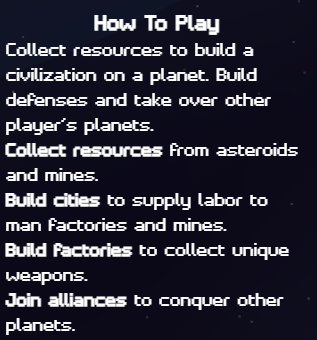 How To Play
Collect resources to build a
civilization on a planet. Build
defenses and take over other
player's planets.
Collect resources from asteroids
and mines.
Build cities to supply labor to
man factories and mines.
Build factories to collect unique
weapons.
Join alliances to conquer other
planets.